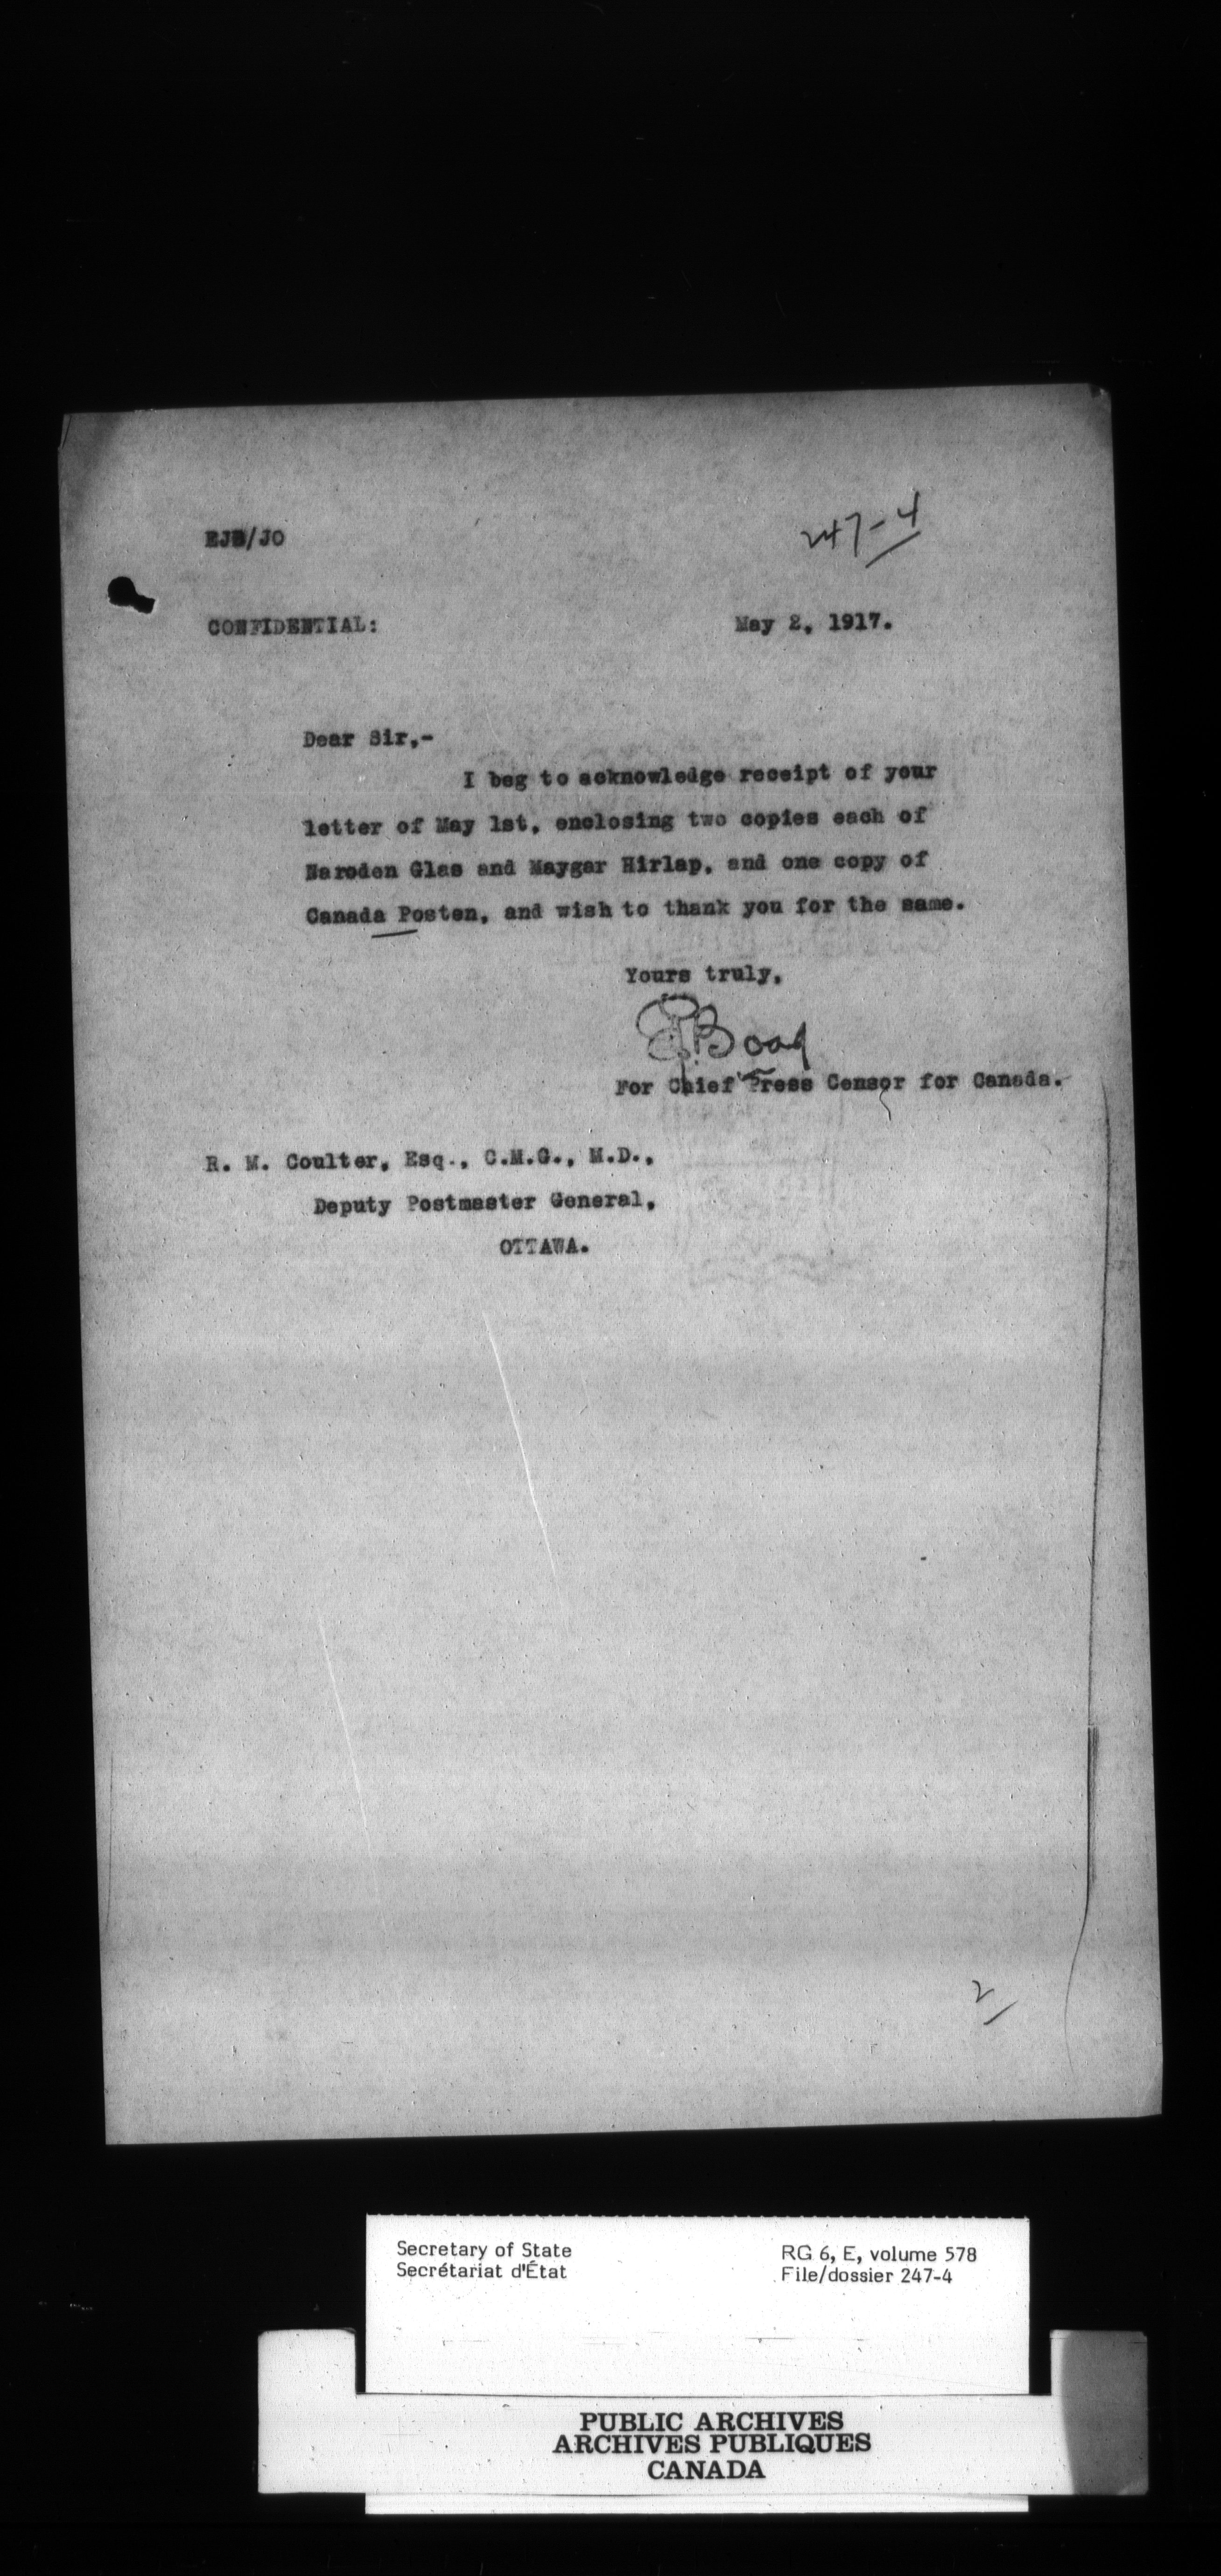 EJB/JO
247-4
CONFIDENTIAL:
May 2, 1917.
Dear Sir,-
I beg to acknowledge receipt of your
letter of May 1st, enclosing two copies each of
Naroden Glas and Maygar Hirlap, and one copy of
Canada Posten, and wish to thank you for the same.
Yours truly,
For Chief Press Censor for Canada.
R. M. Coulter, Esq., C.M.G., M.D.,
Deputy Postmaster General,
OTTAWA.
2
Secretary of State
Secrétariat d'État
RG 6, E, volume 578
File/dossier 247-4
PUBLIC ARCHIVES
ARCHIVES PUBLIQUES
CANADA